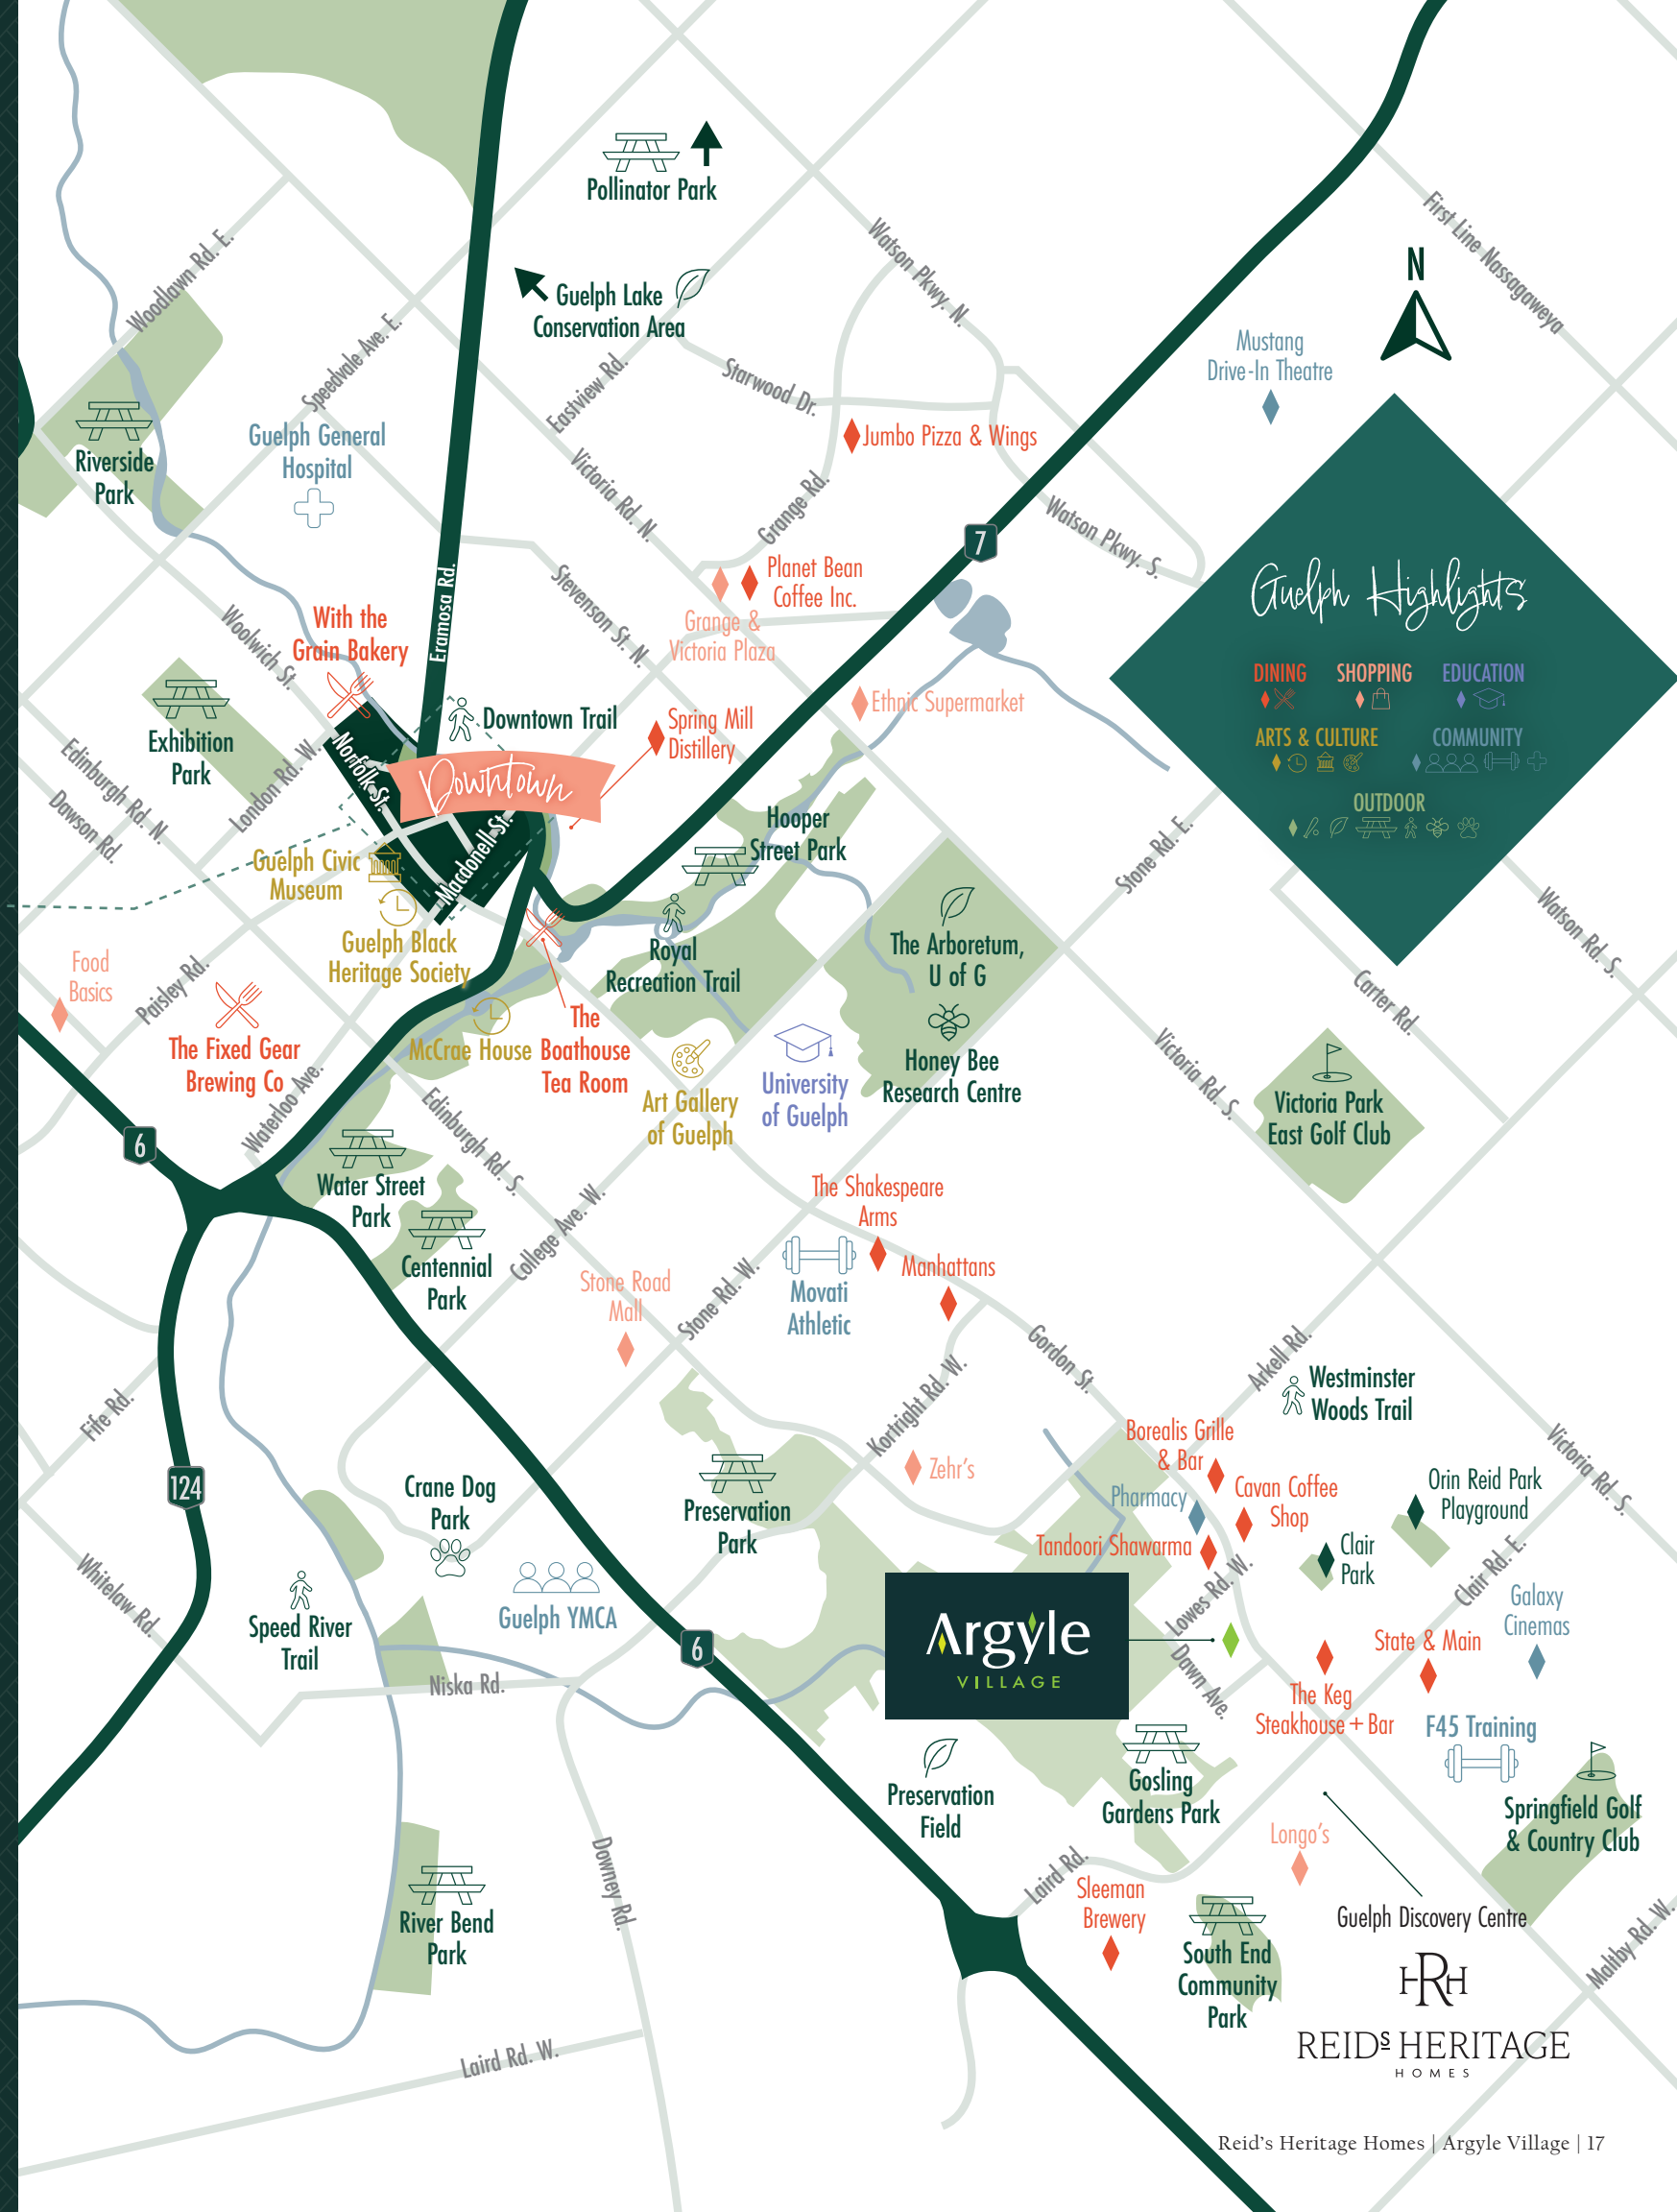 Pollinator Park
First Line Nassagaweya
Watson Pkwy. N.
Woodlawn Rd. E.
N
Guelph Lake
Conservation Area
Speedvale Ave. E.
Mustang
Drive-In Theatre
Eastview Rd.
Starwood Dr.
Guelph General
Hospital
Jumbo Pizza & Wings
Riverside
Park
Victoria Rd. N.
Grange Rd.
Watson Pkwy. S.
7
Planet Bean
Coffee Inc.
Eramosa Rd.
Stevenson St. N.
Guelph Highlights
With the
Grain Bakery
Woolwich St.
Grange &
Victoria Plaza
DINING
SHOPPING
EDUCATION
Ethnic Supermarket
Downtown Trail
Spring Mill
Distillery
ARTS & CULTURE
COMMUNITY
Exhibition
Park
Edinburgh Rd. N.
London Rd. W.
Norfolk St.
Downtown
OUTDOOR
Dawson Rd.
Macdonell St.
Hooper
Street Park
Stone Rd. E.
Guelph Civic
Museum
Watson Rd. S.
Guelph Black
Heritage Society
Royal
Recreation Trail
The Arboretum,
U of G
Food
Basics
Paisley Rd.
Carter Rd.
The Fixed Gear
Brewing Co
McCrae House
The
Boathouse
Tea Room
Honey Bee
Research Centre
Victoria Rd. S.
Art Gallery
of Guelph
University
of Guelph
Victoria Park
East Golf Club
Waterloo Ave.
Edinburgh Rd. S.
6
Water Street
Park
The Shakespeare
Arms
College Ave. W.
Centennial
Park
Stone Road
Mall
Stone Rd. W.
Movati
Athletic
Manhattans
Gordon St.
Arkell Rd.
Westminster
Woods Trail
Fife Rd.
Kortright Rd. W.
Borealis Grille
& Bar
Victoria Rd. S.
124
Zehr's
Crane Dog
Park
Preservation
Park
Pharmacy
Cavan Coffee
Shop
Orin Reid Park
Playground
Tandoori Shawarma
Clair
Park
Clair Rd. E.
Whitelaw Rd.
Guelph YMCA
Lowes Rd. W.
Galaxy
Cinemas
Speed River
Trail
Argyle
VILLAGE
6
State & Main
Niska Rd.
Dawn Ave.
The Keg
Steakhouse + Bar
F45 Training
Preservation
Field
Gosling
Gardens Park
Springfield Golf
& Country Club
Longo's
Downey Rd.
Laird Rd.
Sleeman
Brewery
Guelph Discovery Centre
River Bend
Park
South End
Community
Park
Maltby Rd. W.
HRH
REIDS HERITAGE
HOMES
Laird Rd. W.
Reid's Heritage Homes | Argyle Village | 17